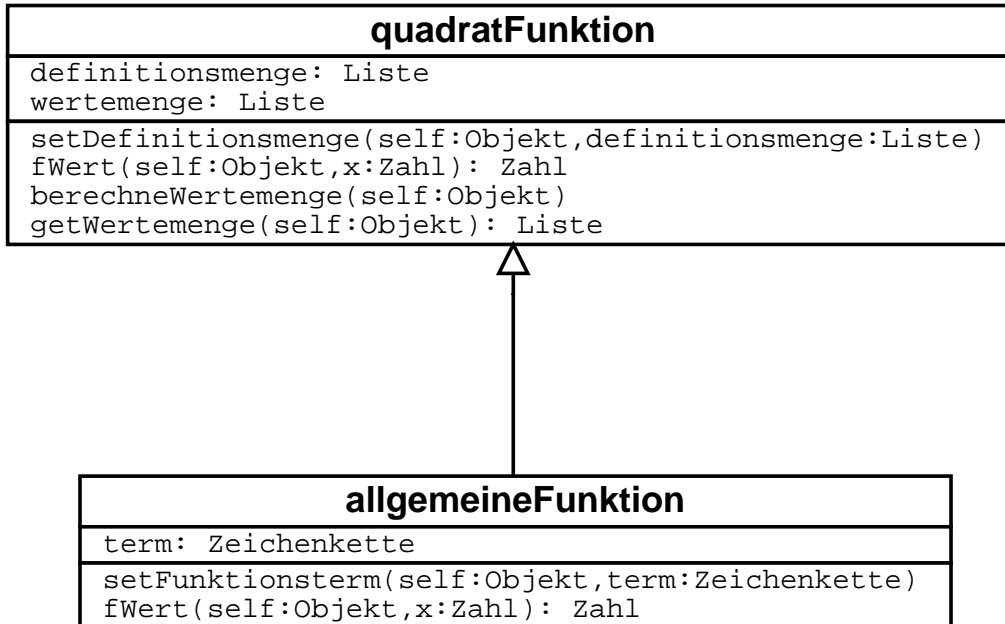 quadratFunktion
definitionsmenge: Liste
wertemenge: Liste
setDefinitionsmenge(self:Objekt,definitionsmenge:Liste)
fWert(self:Objekt,x:Zahl): Zahl
berechneWertemenge(self:Objekt)
getWertemenge(self:Objekt): Liste
allgemeineFunktion
term: Zeichenkette
setFunktionsterm(self:Objekt,term:Zeichenkette)
fWert(self:Objekt,x:Zahl): Zahl